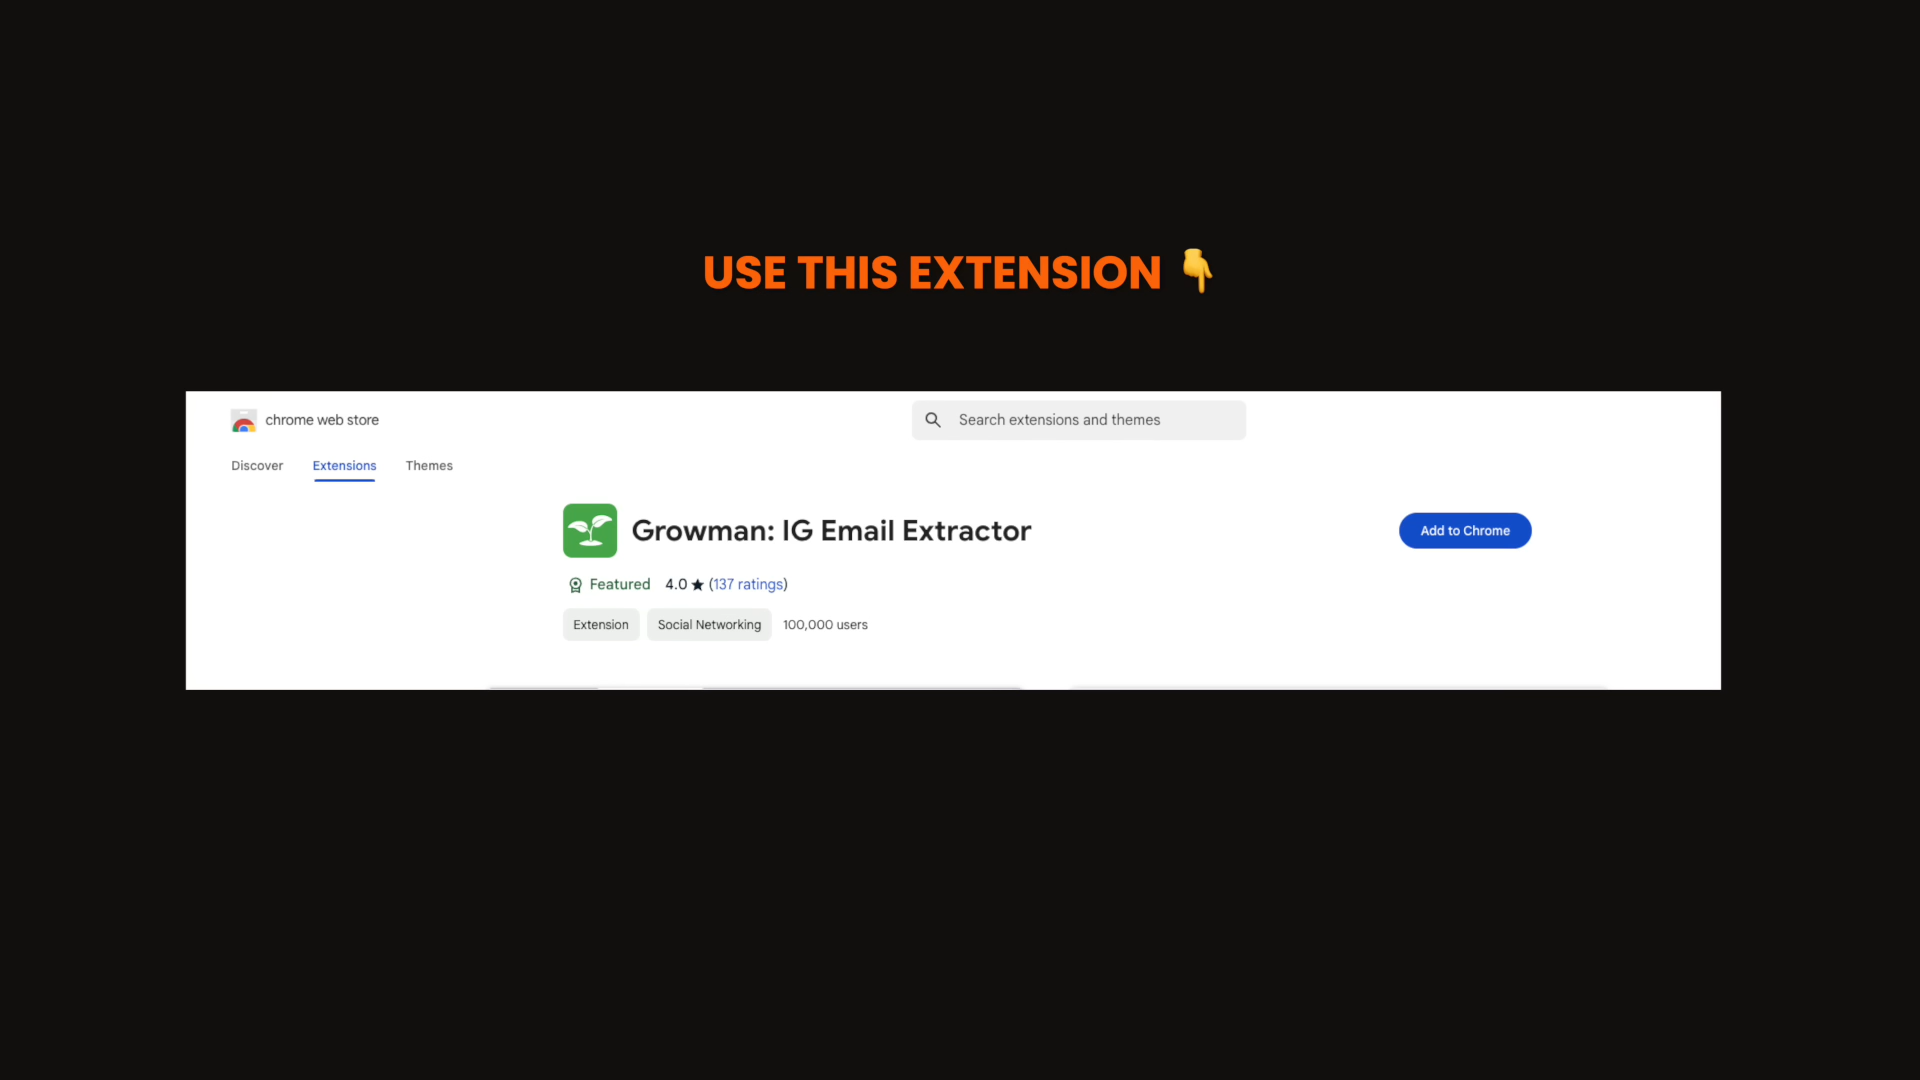 USE THIS EXTENSION 👇
chrome web store
Search extensions and themes
Discover Extensions Themes
Growman: IG Email Extractor
Add to Chrome
Featured 4.0 ★ (137 ratings)
Extension Social Networking 100,000 users